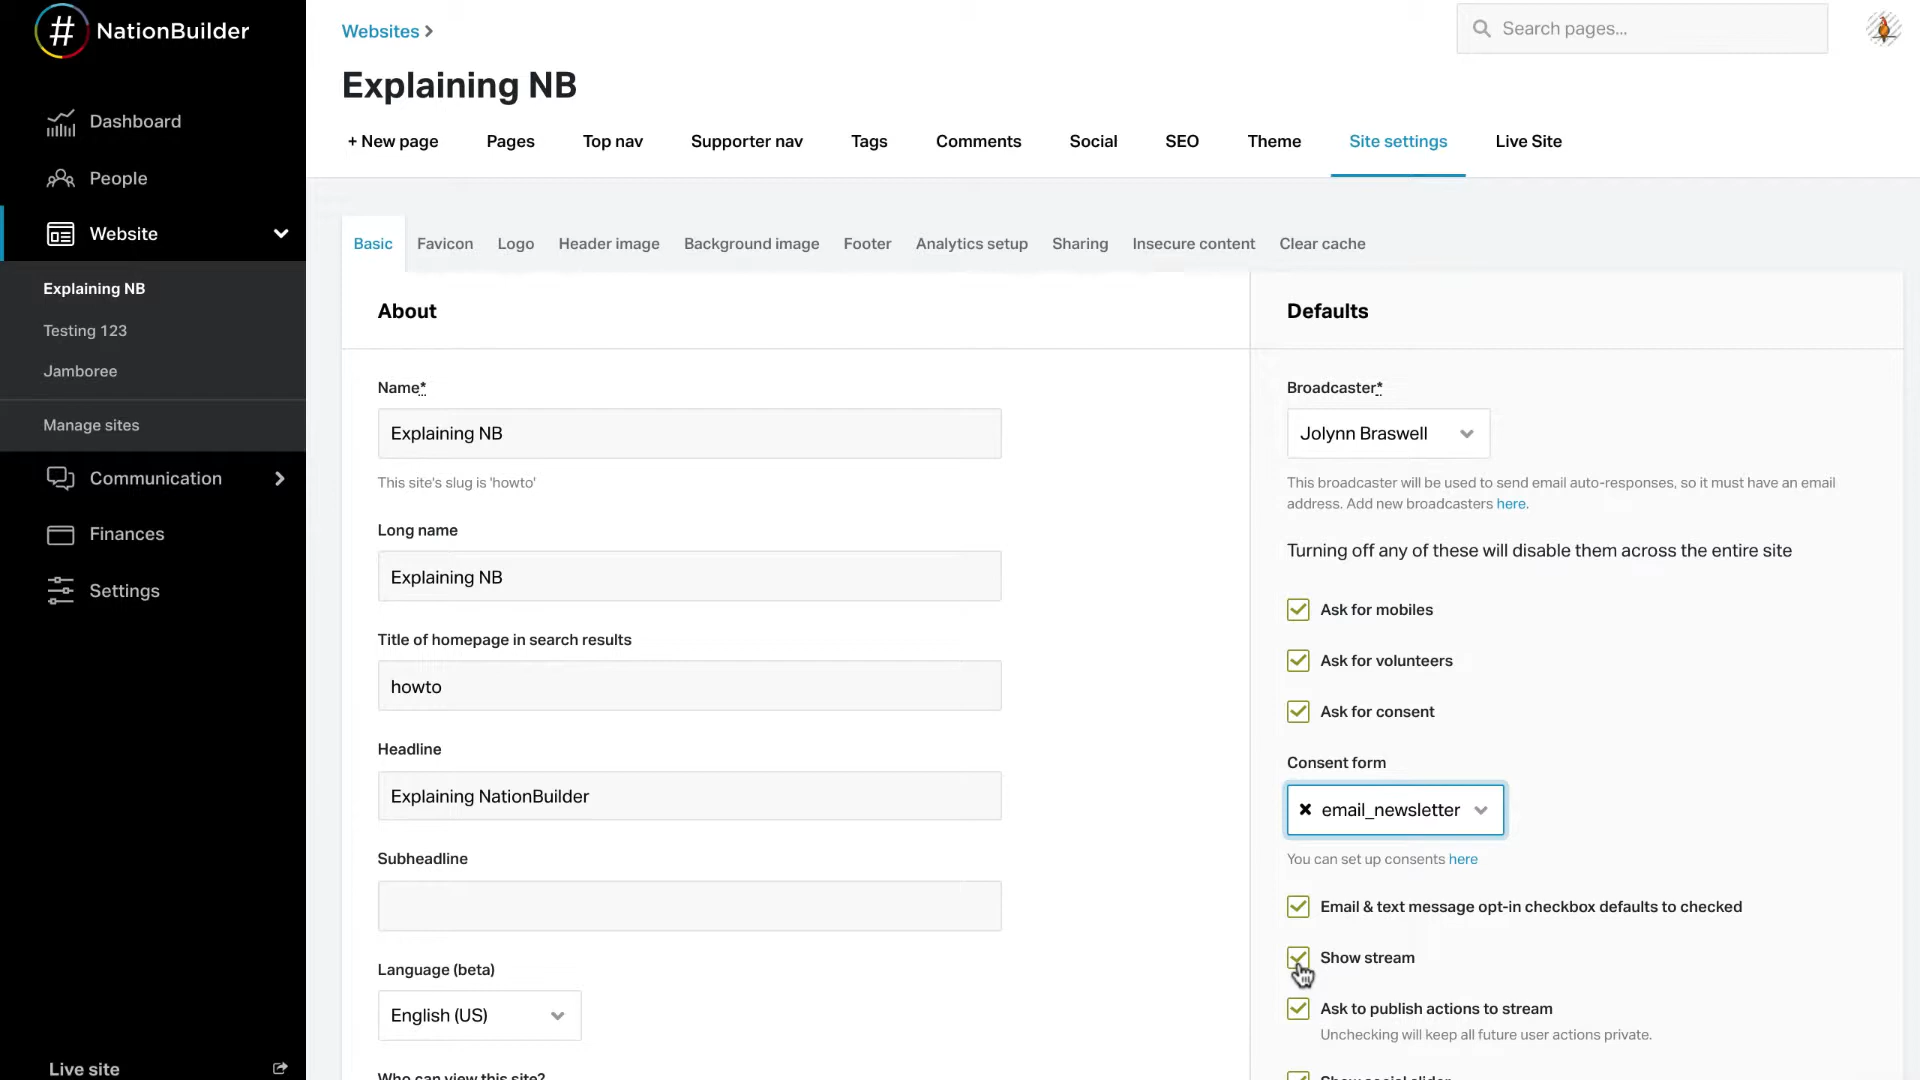 NationBuilder
Dashboard
People
Website
Explaining NB
Testing 123
Jamboree
Manage sites
Communication
Finances
Settings
Live site
Websites
Search pages...
Explaining NB
+ New page
Pages
Top nav
Supporter nav
Tags
Comments
Social
SEO
Theme
Site settings
Live Site
Basic
Favicon
Logo
Header image
Background image
Footer
Analytics setup
Sharing
Insecure content
Clear cache
About
Name*
Explaining NB
This site's slug is 'howto'
Long name
Explaining NB
Title of homepage in search results
howto
Headline
Explaining NationBuilder
Subheadline
Language (beta)
English (US)
Who can view this site?
Defaults
Broadcaster*
Jolynn Braswell
This broadcaster will be used to send email auto-responses, so it must have an email
address. Add new broadcasters here.
Turning off any of these will disable them across the entire site
Ask for mobiles
Ask for volunteers
Ask for consent
Consent form
email_newsletter
You can set up consents here
Email & text message opt-in checkbox defaults to checked
Show stream
Ask to publish actions to stream
Unchecking will keep all future user actions private.
Show social slider